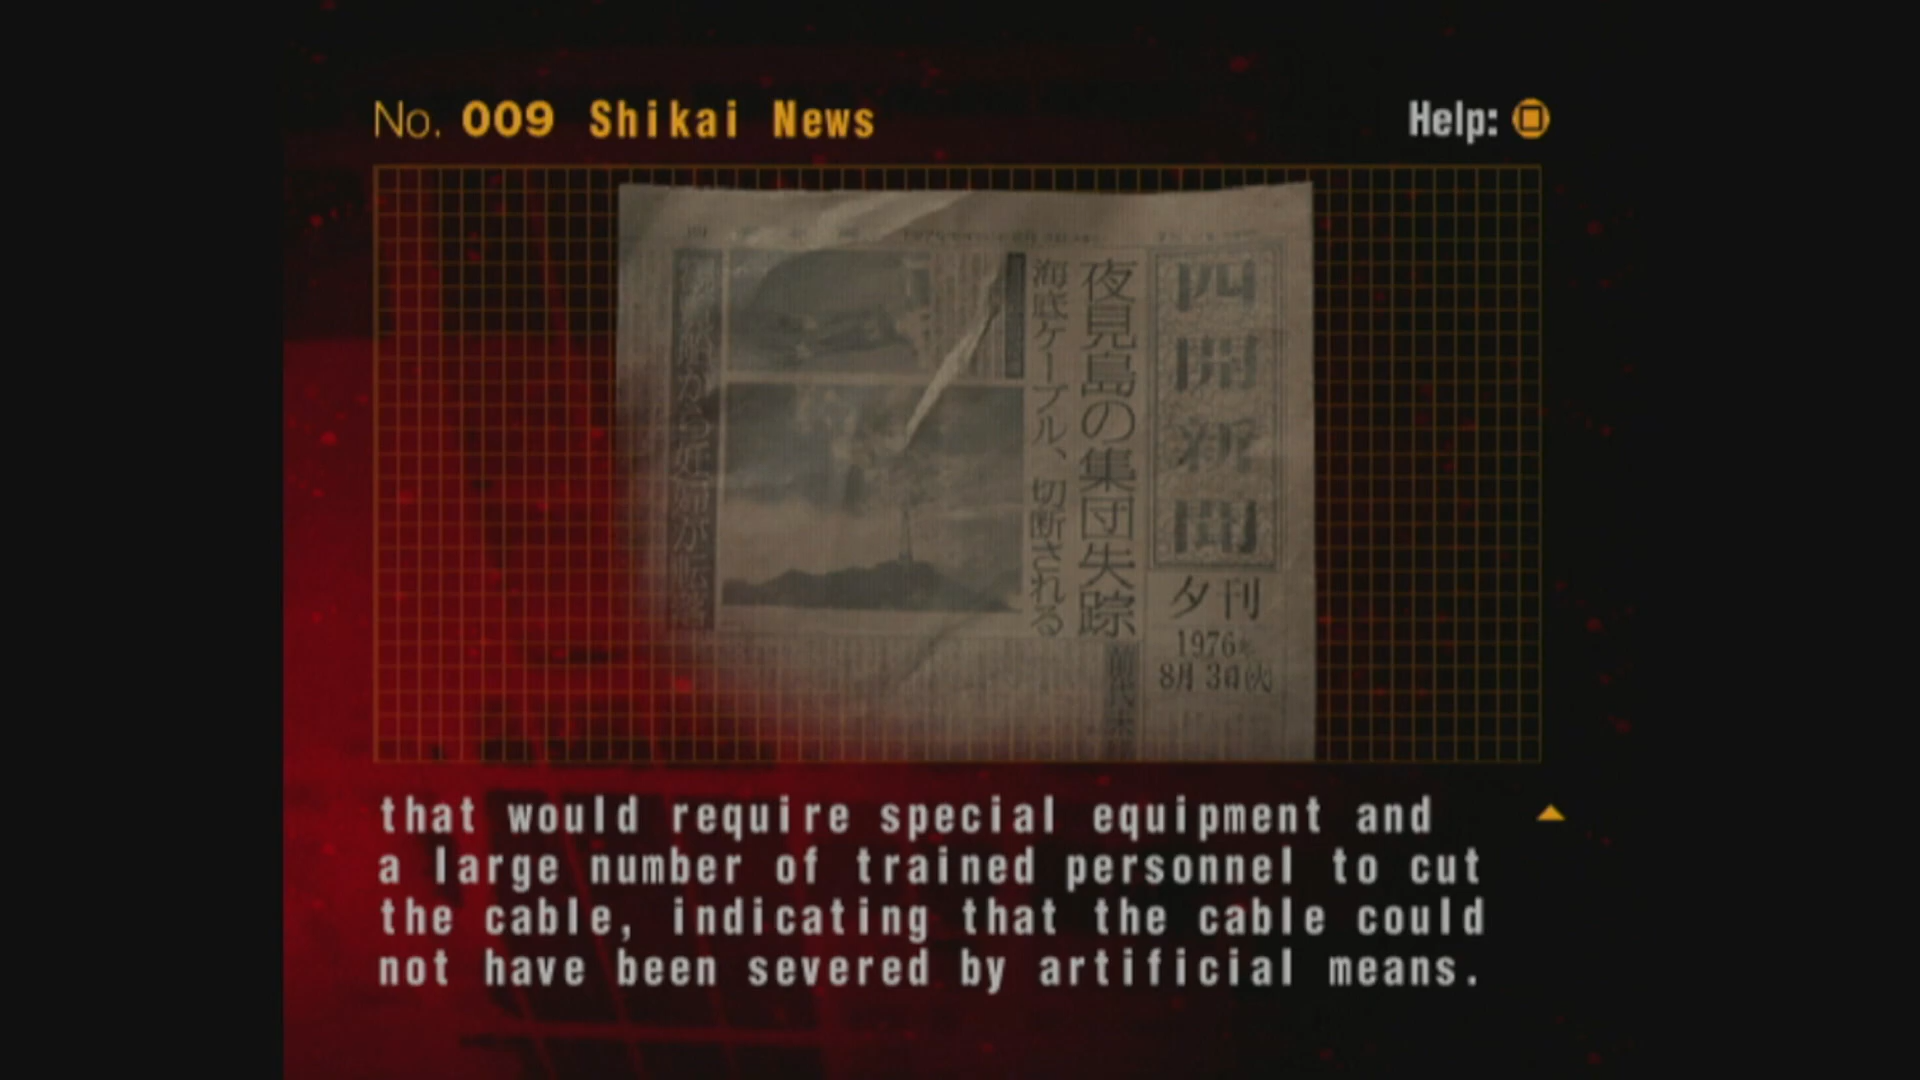 No. 009 Shikai News
Help:
四開新聞
夕刊
1976年
8月3日(火)
夜見島の集団失踪
海底ケーブル、切断される
that would require special equipment and
a large number of trained personnel to cut
the cable, indicating that the cable could
not have been severed by artificial means.